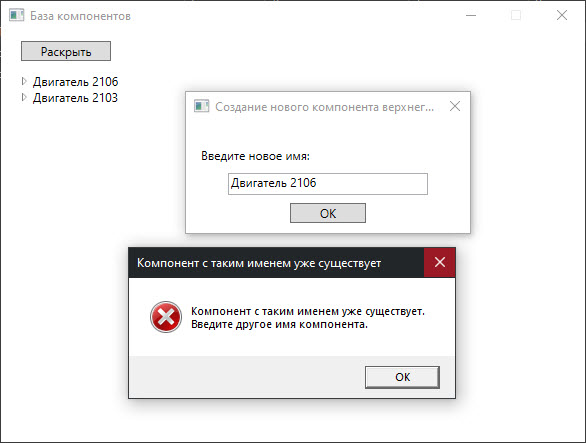 База компонентов
Раскрыть
Двигатель 2106
Двигатель 2103
Создание нового компонента верхнег...
Введите новое имя:
Двигатель 2106
OK
Компонент с таким именем уже существует
Компонент с таким именем уже существует.
Введите другое имя компонента.
OK